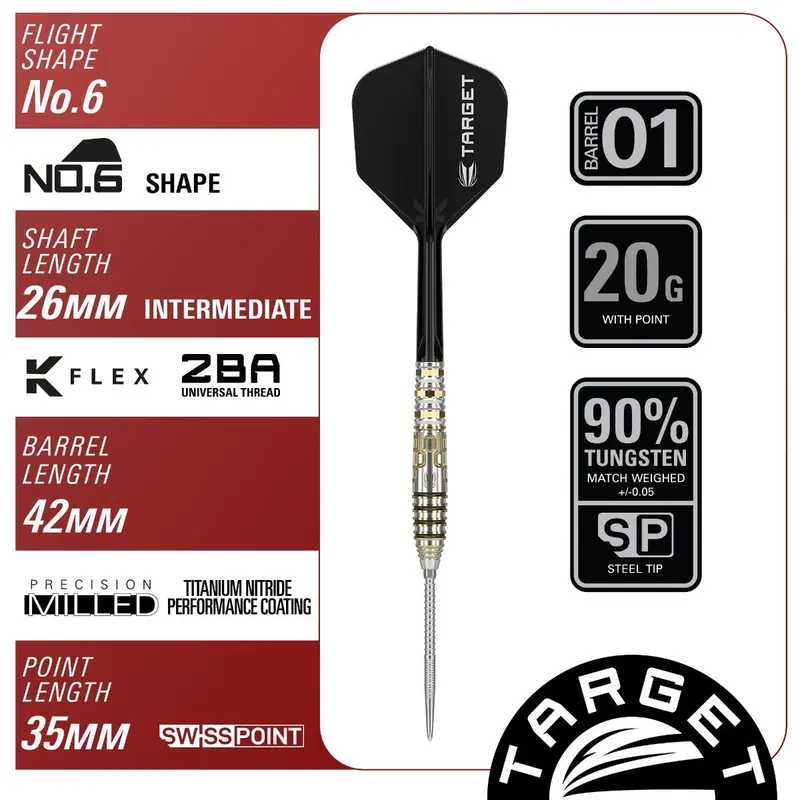 FLIGHT
SHAPE
No.6
NO.6 SHAPE
SHAFT
LENGTH
26MM INTERMEDIATE
K FLEX
2BA
UNIVERSAL THREAD
BARREL
LENGTH
42MM
PRECISION
MILLED
TITANIUM NITRIDE
PERFORMANCE COATING
POINT
LENGTH
35MM
SWISSPOINT
TARGET
BARREL 01
20G
WITH POINT
90%
TUNGSTEN
MATCH WEIGHED
+/-0.05
SP
STEEL TIP
TARGET